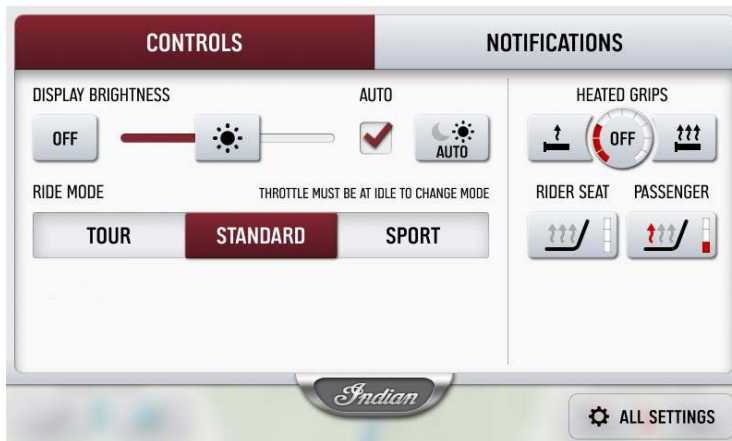 CONTROLS
NOTIFICATIONS
DISPLAY BRIGHTNESS
AUTO
HEATED GRIPS
OFF
AUTO
OFF
RIDE MODE
THROTTLE MUST BE AT IDLE TO CHANGE MODE
RIDER SEAT
PASSENGER
TOUR
STANDARD
SPORT
Indian
ALL SETTINGS